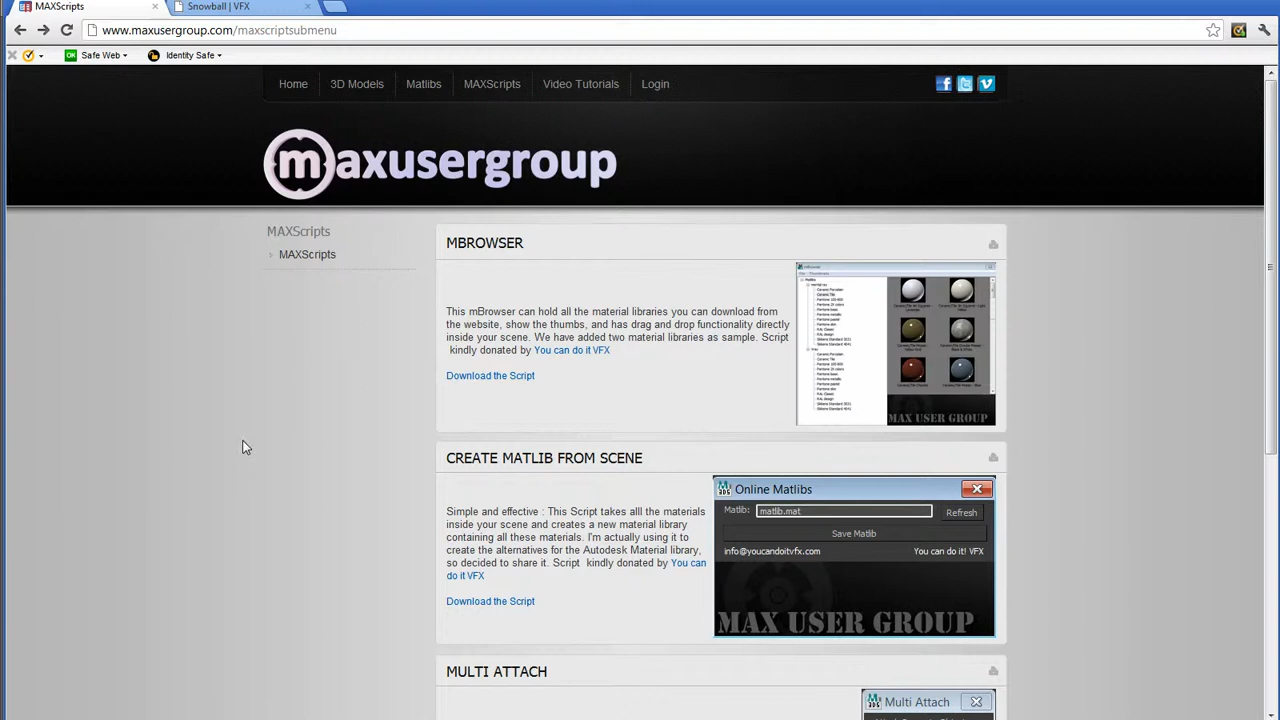 MAXScripts
Snowball | VFX
www.maxusergroup.com/maxscriptsubmenu
Safe Web
Identity Safe
Home
3D Models
Matlibs
MAXScripts
Video Tutorials
Login
maxusergroup
MAXScripts
MAXScripts
MBROWSER
This mBrowser can hold all the material libraries you can download from
the website, show the thumbs, and has drag and drop functionality directly
inside your scene. We have added two material libraries as sample. Script
kindly donated by You can do it VFX
Download the Script
MAX USER GROUP
CREATE MATLIB FROM SCENE
Simple and effective : This Script takes alll the materials
inside your scene and creates a new material library
containing all these materials. I'm actually using it to
create the alternatives for the Autodesk Material library,
so decided to share it. Script kindly donated by You can
do it VFX
Download the Script
Online Matlibs
Matlib:
matlib.mat
Refresh
Save Matlib
info@youcandoitvfx.com
You can do it! VFX
MAX USER GROUP
MULTI ATTACH
Multi Attach